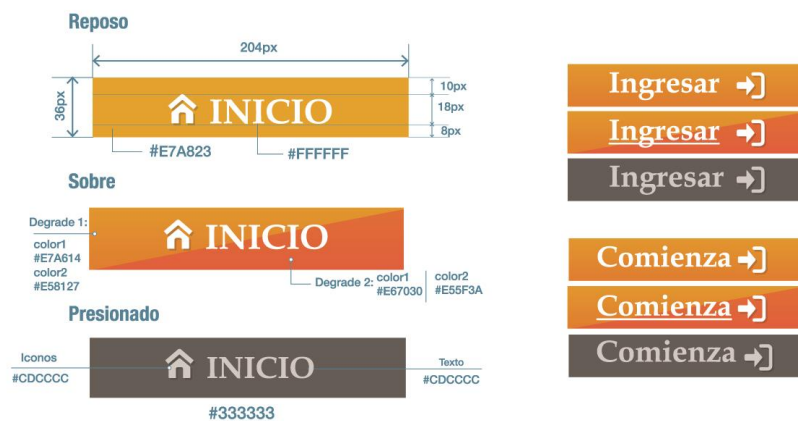 Reposo
204px
36px
INICIO
10px
18px
8px
#E7A823
#FFFFFF
Sobre
Degrade 1:
color1
#E7A614
color2
#E58127
INICIO
Degrade 2: color1
#E67030
color2
#E55F3A
Presionado
Iconos
#CDCCCC
INICIO
Texto
#CDCCCC
#333333
Ingresar
Ingresar
Ingresar
Comienza
Comienza
Comienza